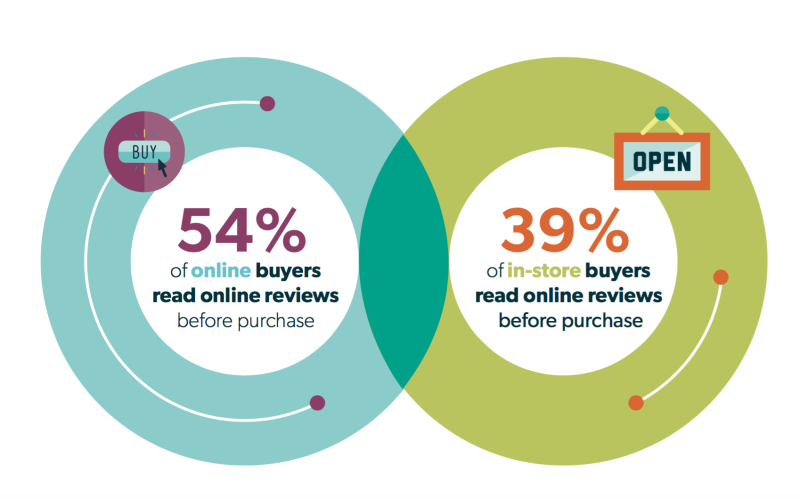 BUY
54%
of online buyers
read online reviews
before purchase
OPEN
39%
of in-store buyers
read online reviews
before purchase